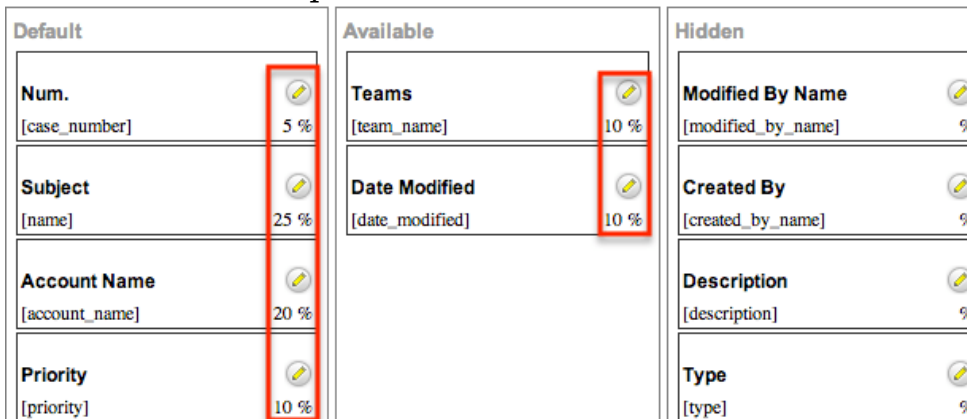 Default
Num.
[case_number] 5 %
Subject
[name] 25 %
Account Name
[account_name] 20 %
Priority
[priority] 10 %
Available
Teams
[team_name] 10 %
Date Modified
[date_modified] 10 %
Hidden
Modified By Name
[modified_by_name]
Created By
[created_by_name]
Description
[description]
Type
[type]